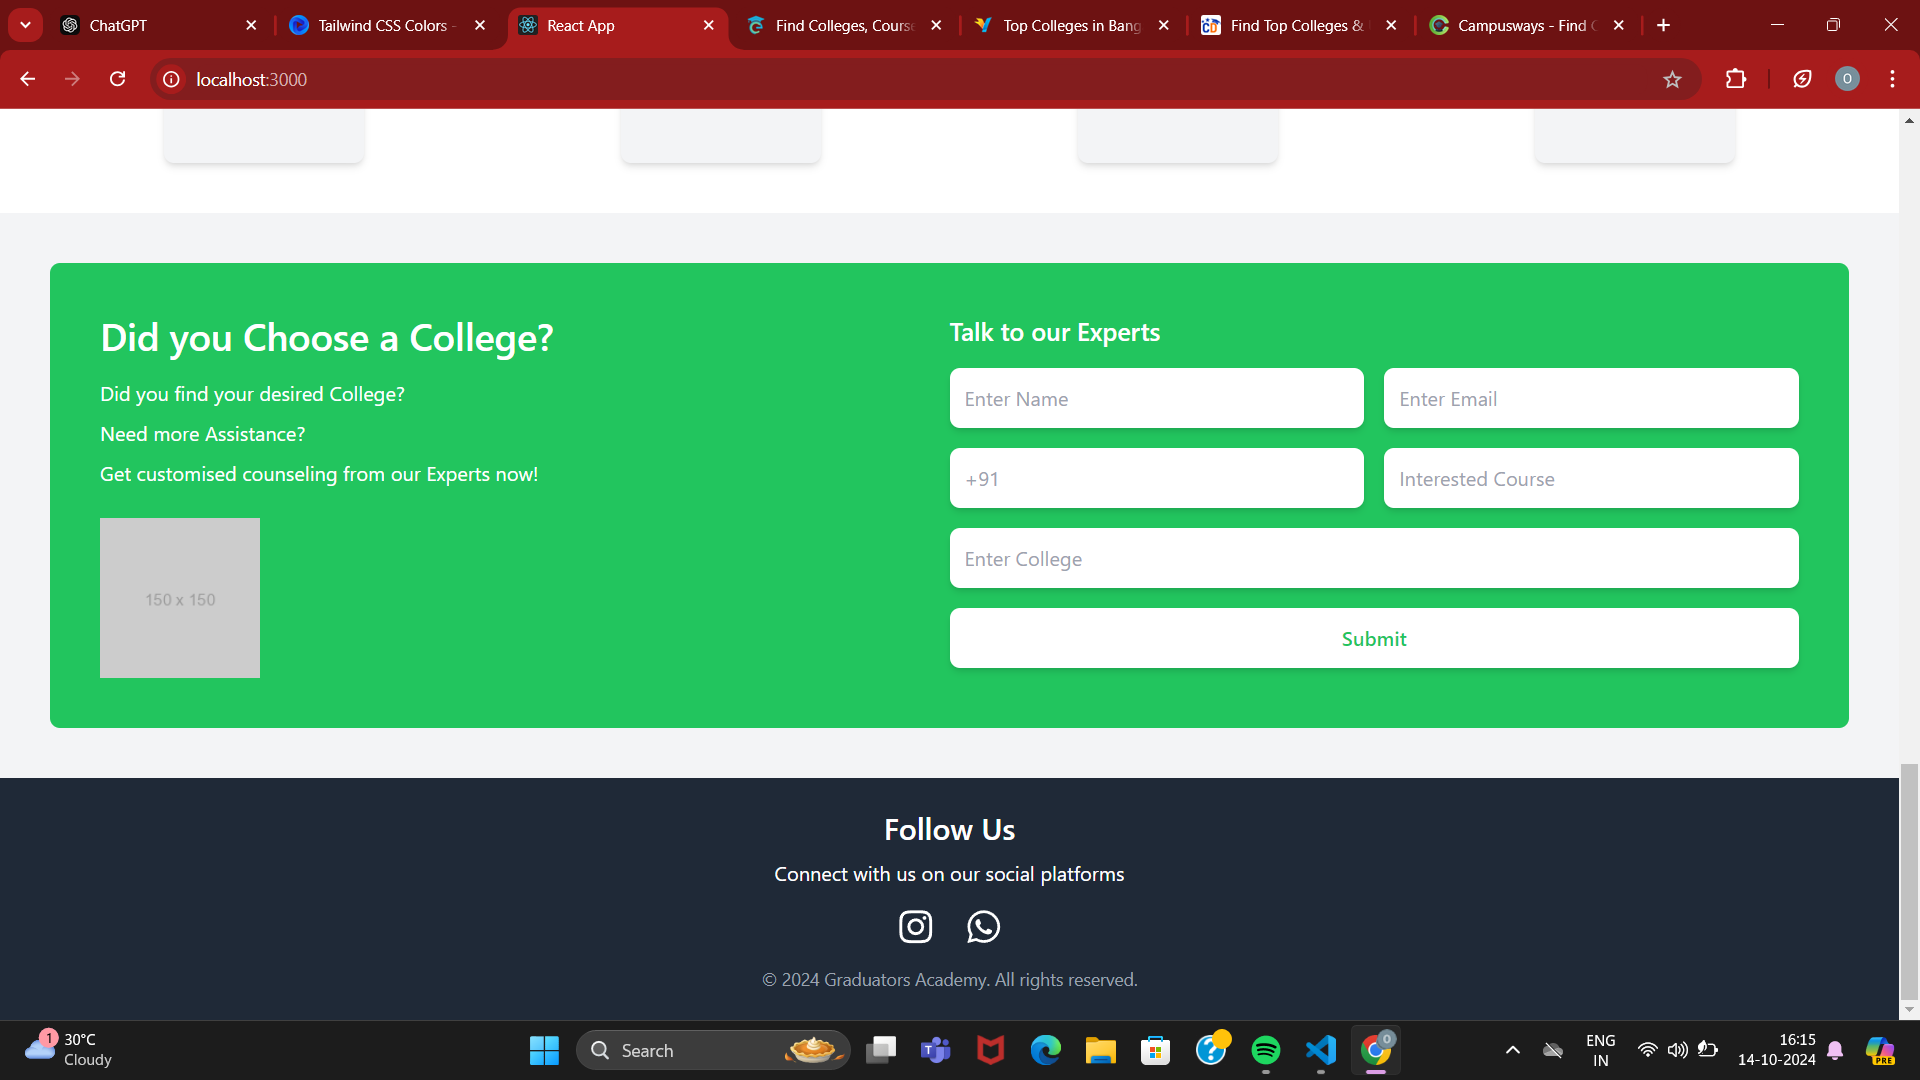 ChatGPT
Tailwind CSS Colors -
React App
Find Colleges, Course
Top Colleges in Bang
Find Top Colleges &
Campusways - Find C
localhost:3000
O
Did you Choose a College?
Did you find your desired College?
Need more Assistance?
Get customised counseling from our Experts now!
150 x 150
Talk to our Experts
Enter Name
Enter Email
+91
Interested Course
Enter College
Submit
Follow Us
Connect with us on our social platforms
© 2024 Graduators Academy. All rights reserved.
1
30°C
Cloudy
Search
ENG
IN
16:15
14-10-2024
PRE